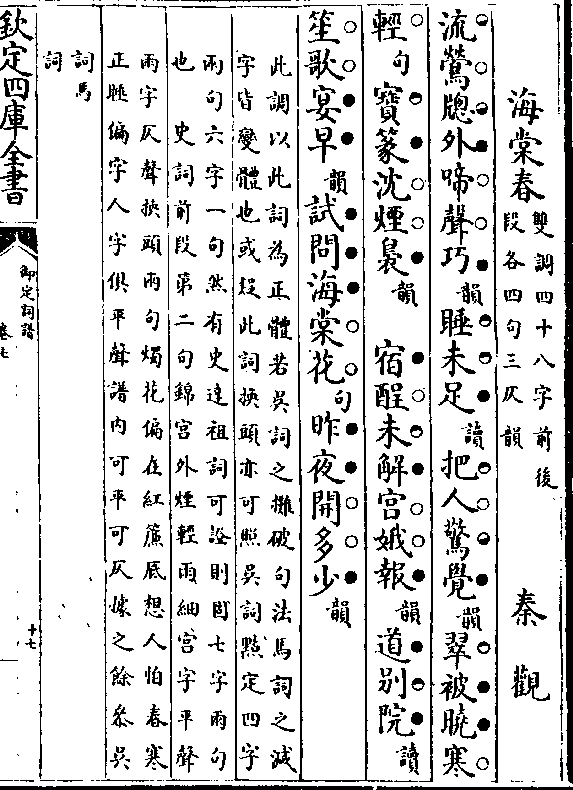 海棠春
雙調四十八字前後
段各四句三仄韻
秦觀
流鶯牕外啼聲巧韻睡未足讀把人驚覺韻翠被曉寒
輕句寶篆沈煙裊韻 宿酲未解宮娥報韻道別院讀
笙歌宴早韻試問海棠花句昨夜開多少韻
此調以此詞為正體若吳詞之攤破句法馬詞之減
字皆變體也或疑此詞換頭亦可照吳詞點定四字
兩句六字一句然有史達祖詞可證則固七字兩句
也 史詞前段第二句錦宮外煙輕雨細宮字平聲
雨字仄聲換頭兩句燭花偏在紅簾底想人怕春寒
正睡偏字人字俱平聲譜內可平可仄據之餘叅吳
詞馬
詞
欽定四庫全書
御定詞譜
卷七
十七